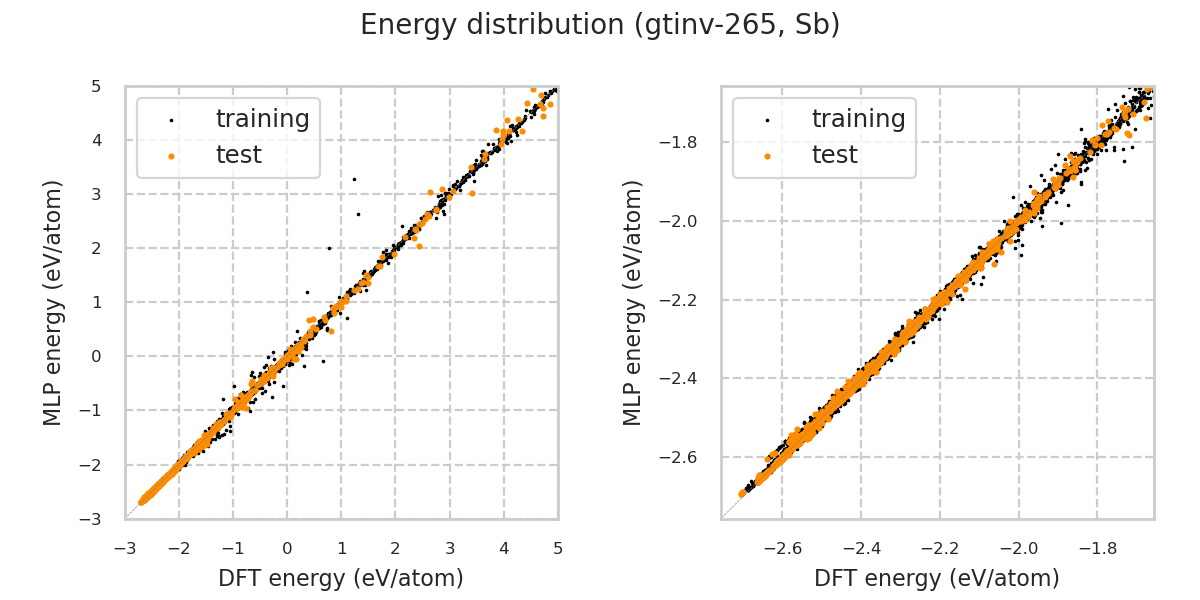 Energy distribution (gtinv-265, Sb)
training
test
5
4
3
2
1
0
−1
−2
−3
−3 −2 −1 0 1 2 3 4 5
MLP energy (eV/atom)
DFT energy (eV/atom)
training
test
−1.8
−2.0
−2.2
−2.4
−2.6
−2.6 −2.4 −2.2 −2.0 −1.8
MLP energy (eV/atom)
DFT energy (eV/atom)